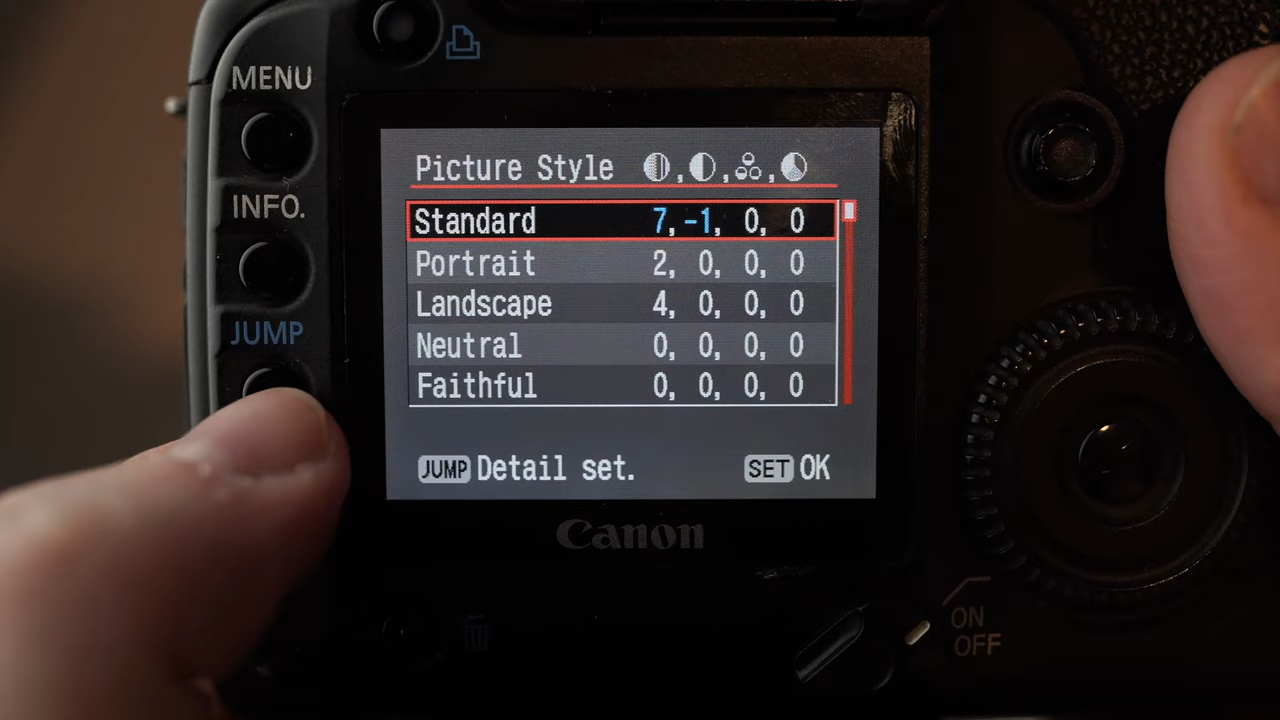 MENU
INFO.
JUMP
Picture Style
Standard 7, -1, 0, 0
Portrait 2, 0, 0, 0
Landscape 4, 0, 0, 0
Neutral 0, 0, 0, 0
Faithful 0, 0, 0, 0
JUMP Detail set. SET OK
Canon
ON
OFF